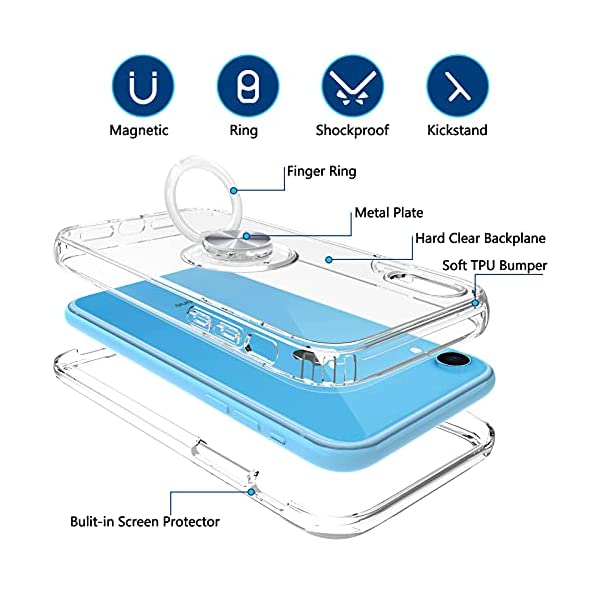 Magnetic
Ring
Shockproof
Kickstand
Finger Ring
Metal Plate
Hard Clear Backplane
Soft TPU Bumper
Bulit-in Screen Protector